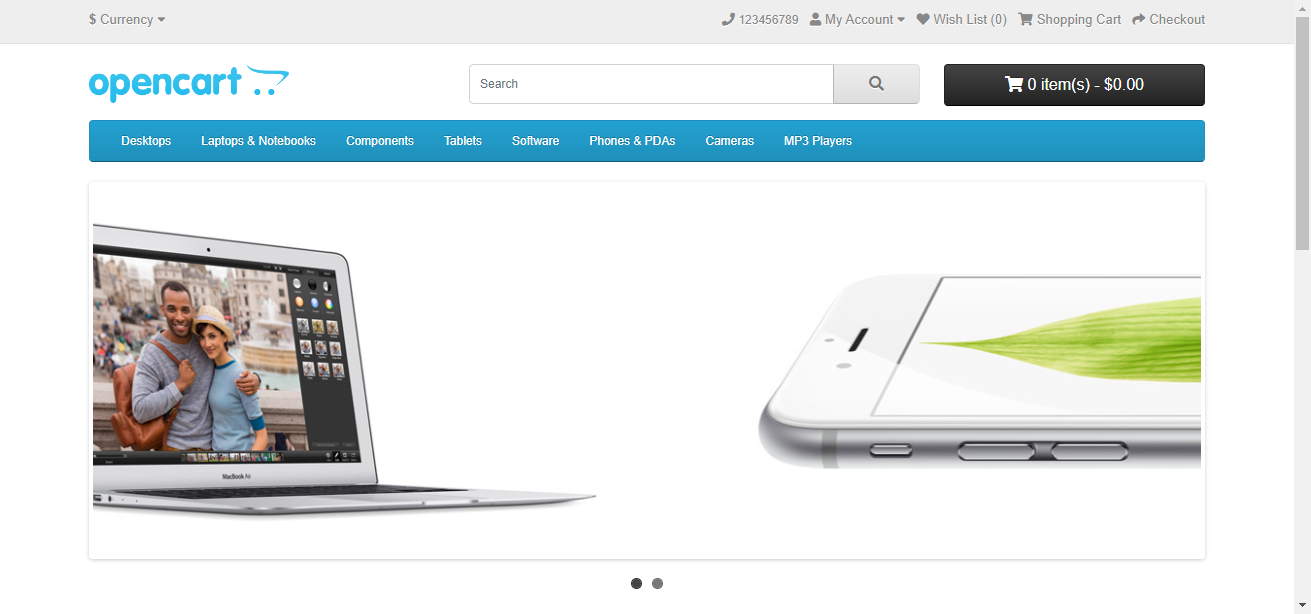 $ Currency
123456789 My Account Wish List (0) Shopping Cart Checkout
opencart
Search
0 item(s) - $0.00
Desktops Laptops & Notebooks Components Tablets Software Phones & PDAs Cameras MP3 Players
MacBook Air